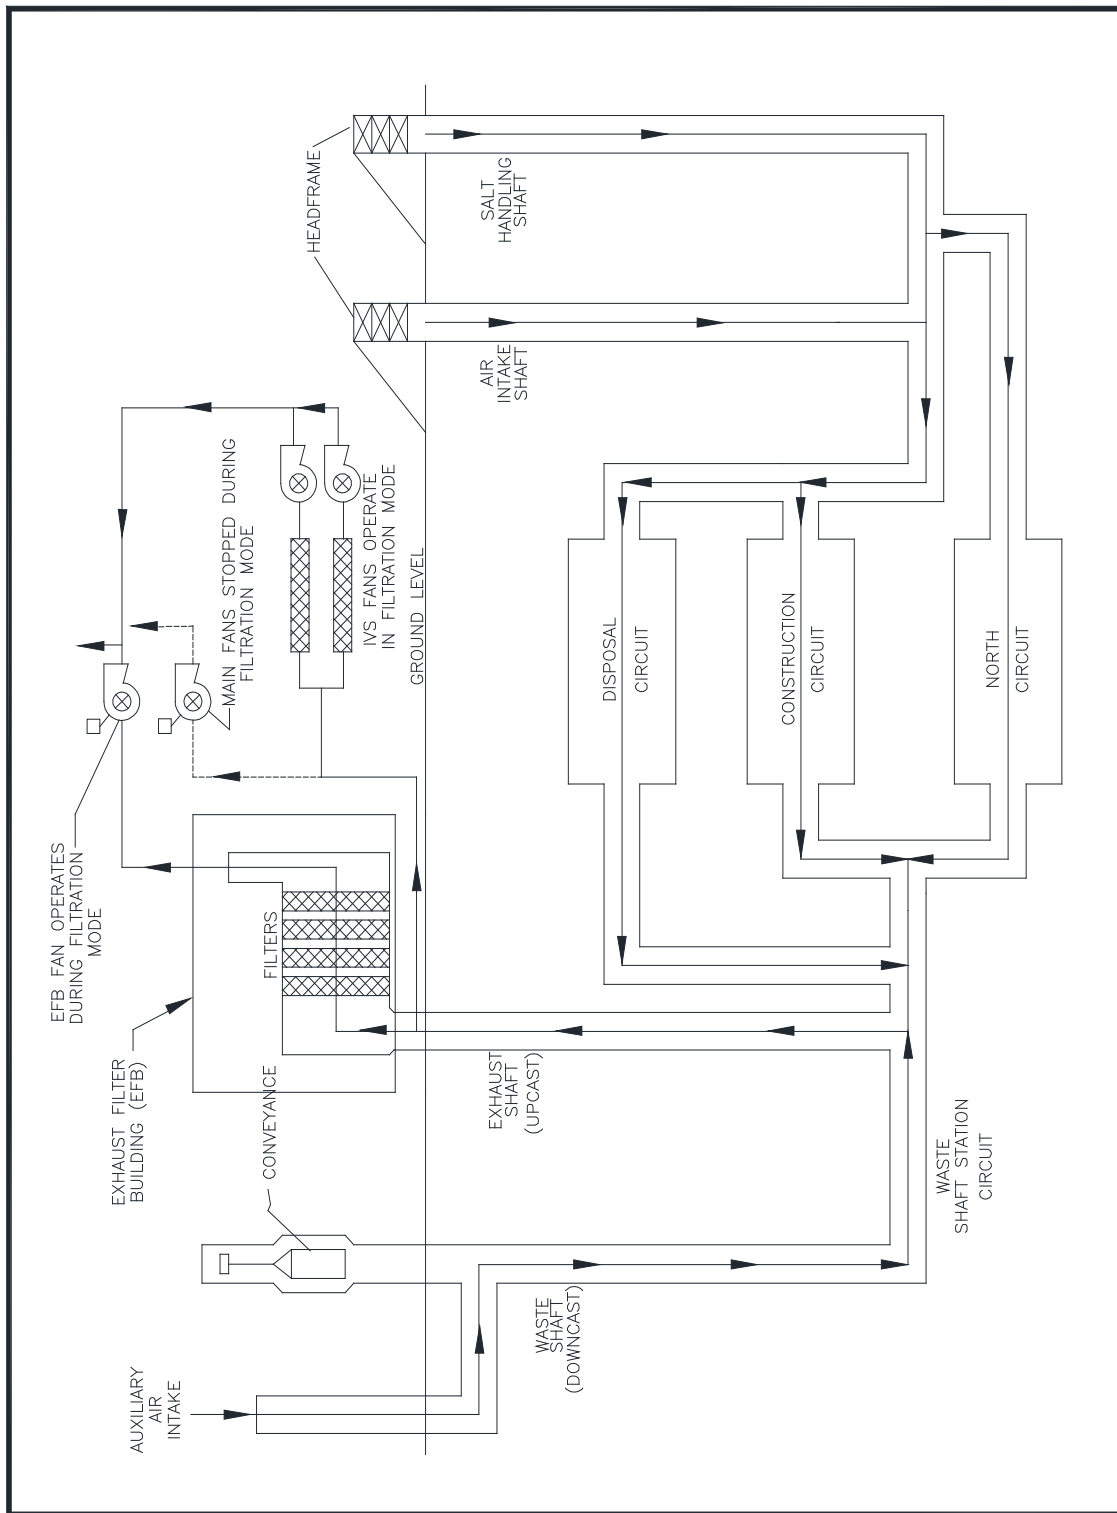 AUXILIARY
AIR
INTAKE
EXHAUST FILTER
BUILDING (EFB)
CONVEYANCE
EFB FAN OPERATES
DURING FILTRATION
MODE
FILTERS
MAIN FANS STOPPED DURING
FILTRATION MODE
IVS FANS OPERATE
IN FILTRATION MODE
GROUND LEVEL
HEADFRAME
WASTE
SHAFT
(DOWNCAST)
EXHAUST
SHAFT
(UPCAST)
AIR
INTAKE
SHAFT
SALT
HANDLING
SHAFT
DISPOSAL
CIRCUIT
CONSTRUCTION
CIRCUIT
NORTH
CIRCUIT
WASTE
SHAFT STATION
CIRCUIT